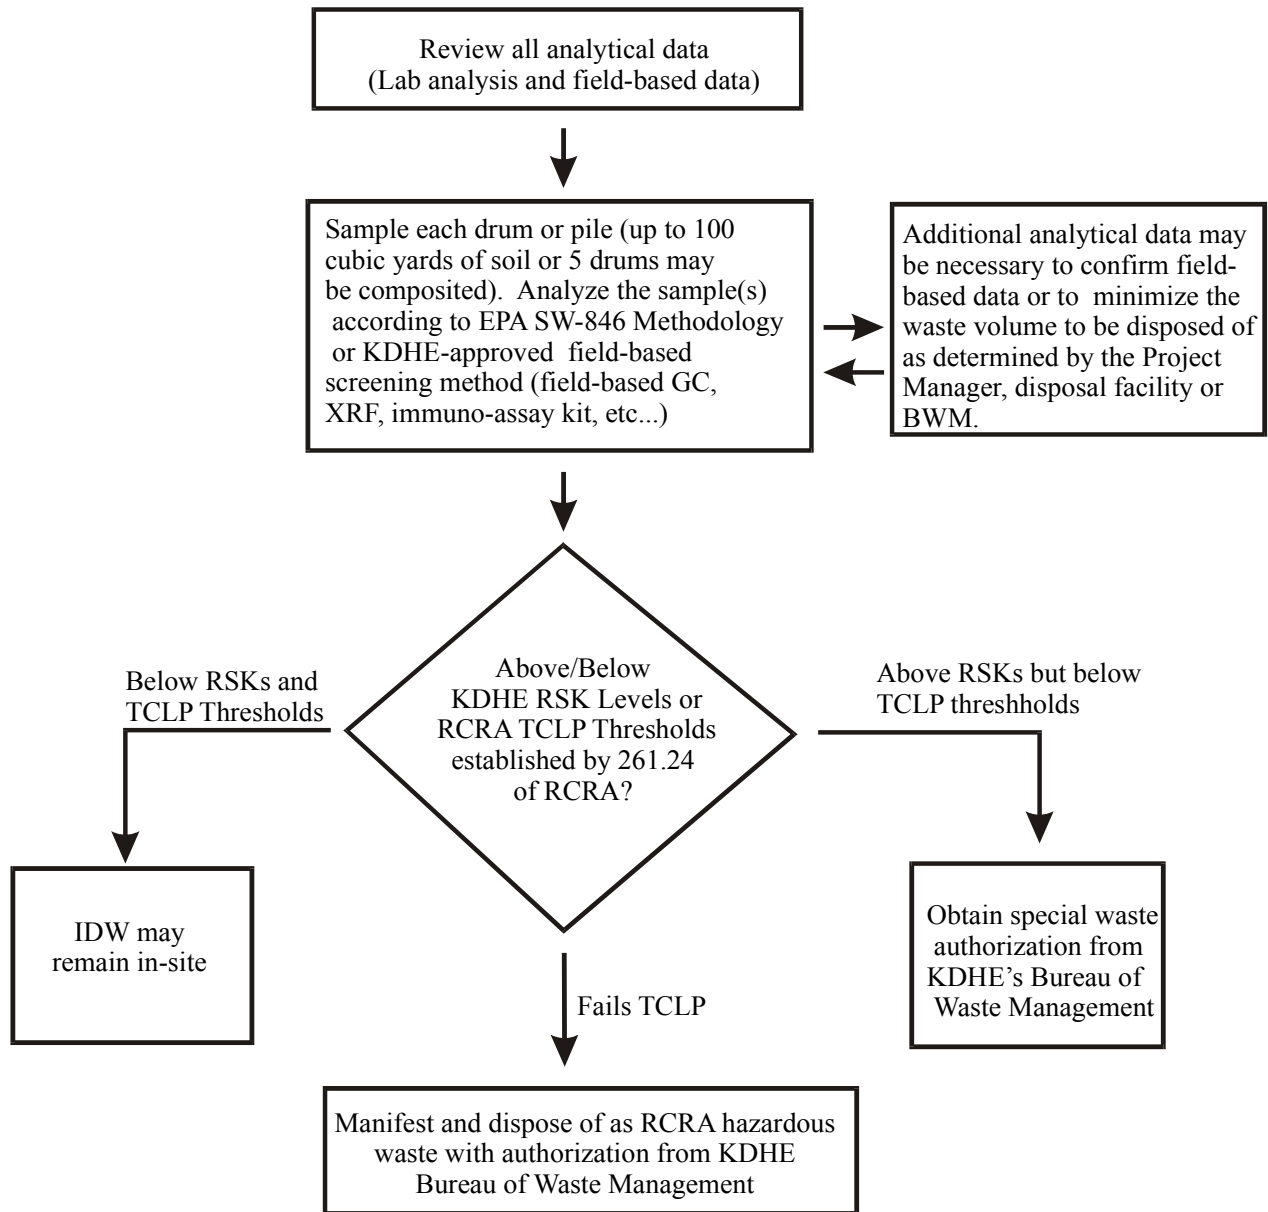 Review all analytical data
(Lab analysis and field-based data)
Sample each drum or pile (up to 100
cubic yards of soil or 5 drums may
be composited).  Analyze the sample(s)
according to EPA SW-846 Methodology
or KDHE-approved  field-based
screening method (field-based GC,
XRF, immuno-assay kit, etc...)
Additional analytical data may
be necessary to confirm field-
based data or to  minimize the
waste volume to be disposed of
as determined by the Project
Manager, disposal facility or
BWM.
Above/Below
KDHE RSK Levels or
RCRA TCLP Thresholds
established by 261.24
of RCRA?
Below RSKs and
TCLP Thresholds
Above RSKs but below
TCLP threshholds
IDW may
remain in-site
Fails TCLP
Obtain special waste
authorization from
KDHE’s Bureau of
Waste Management
Manifest and dispose of as RCRA hazardous
waste with authorization from KDHE
Bureau of Waste Management